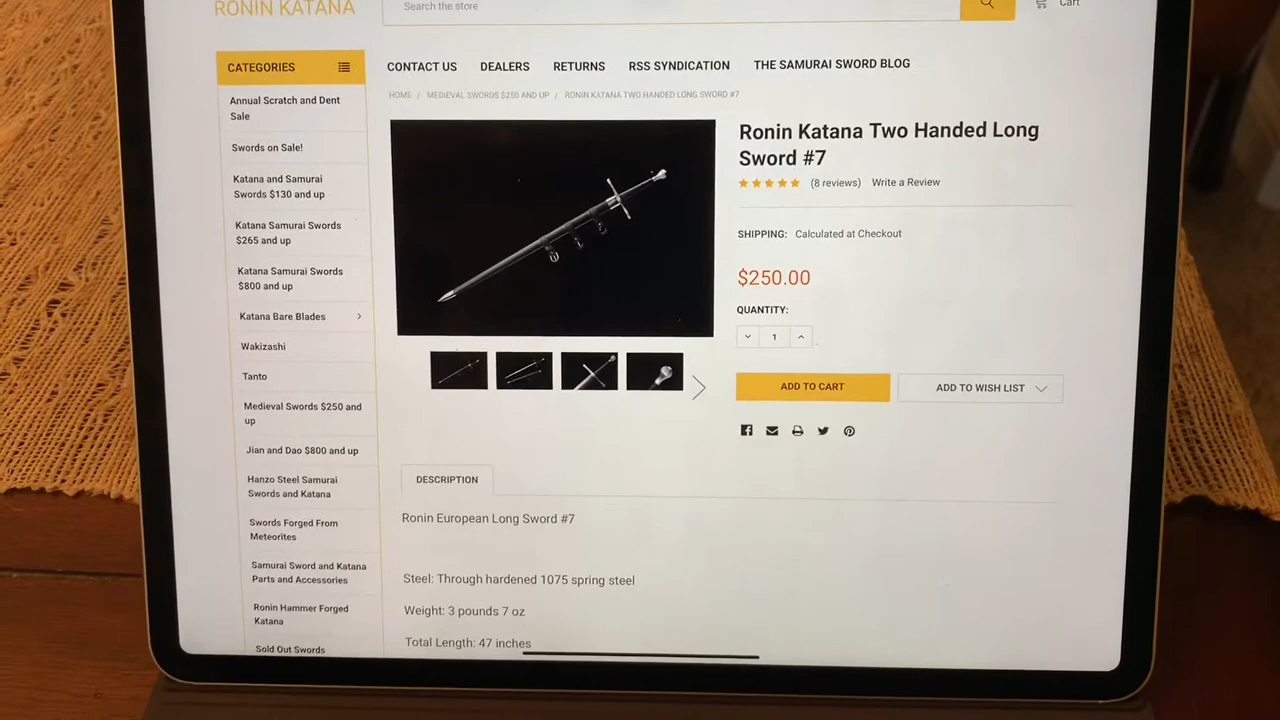 RONIN KATANA
Search the store
Cart
CATEGORIES
CONTACT US
DEALERS
RETURNS
RSS SYNDICATION
THE SAMURAI SWORD BLOG
HOME / MEDIEVAL SWORDS $250 AND UP / RONIN KATANA TWO HANDED LONG SWORD #7
Annual Scratch and Dent
Sale
Swords on Sale!
Katana and Samurai
Swords $130 and up
Katana Samurai Swords
$265 and up
Katana Samurai Swords
$800 and up
Katana Bare Blades
Wakizashi
Tanto
Medieval Swords $250 and
up
Jian and Dao $800 and up
Hanzo Steel Samurai
Swords and Katana
Swords Forged From
Meteorites
Samurai Sword and Katana
Parts and Accessories
Ronin Hammer Forged
Katana
Sold Out Swords
Ronin Katana Two Handed Long
Sword #7
(8 reviews) Write a Review
SHIPPING: Calculated at Checkout
$250.00
QUANTITY:
1
ADD TO CART
ADD TO WISH LIST
DESCRIPTION
Ronin European Long Sword #7
Steel: Through hardened 1075 spring steel
Weight: 3 pounds 7 oz
Total Length: 47 inches